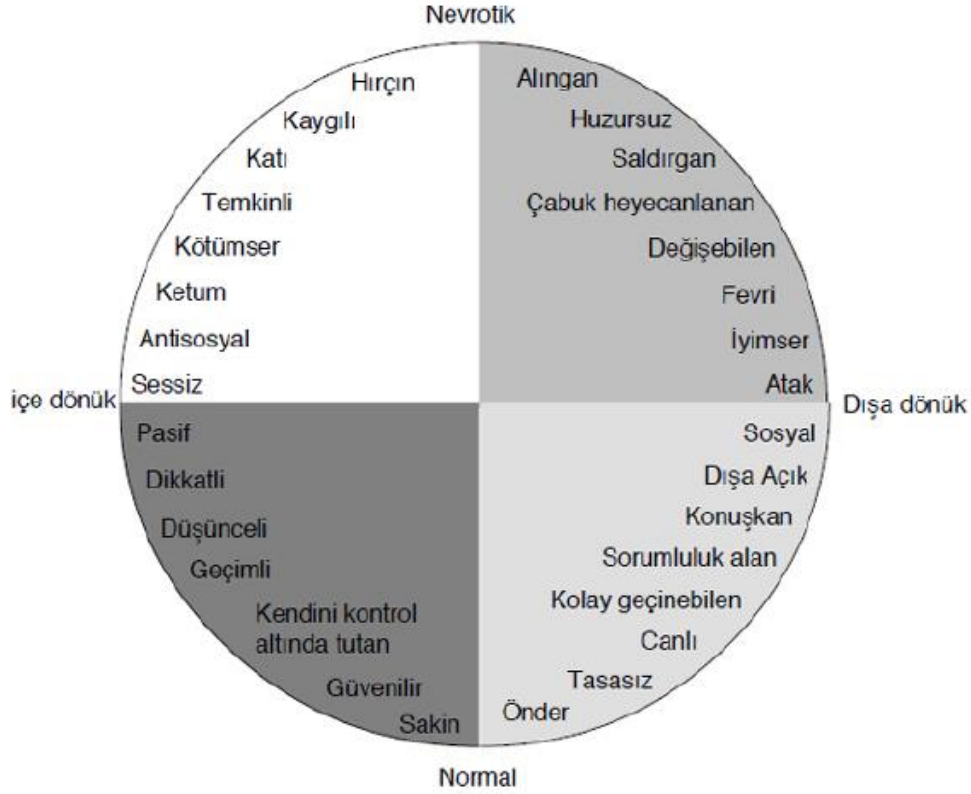 Nevrotik
Hırçın
Kaygılı
Katı
Temkinli
Kötümser
Ketum
Antisosyal
Sessiz
Alıngan
Huzursuz
Saldırgan
Çabuk heyecanlanan
Değişebilen
Fevri
İyimser
Atak
içe dönük
Dışa dönük
Pasif
Dikkatli
Düşünceli
Geçimli
Kendini kontrol
altında tutan
Güvenilir
Sakin
Sosyal
Dışa Açık
Konuşkan
Sorumluluk alan
Kolay geçinebilen
Canlı
Tasasız
Önder
Normal